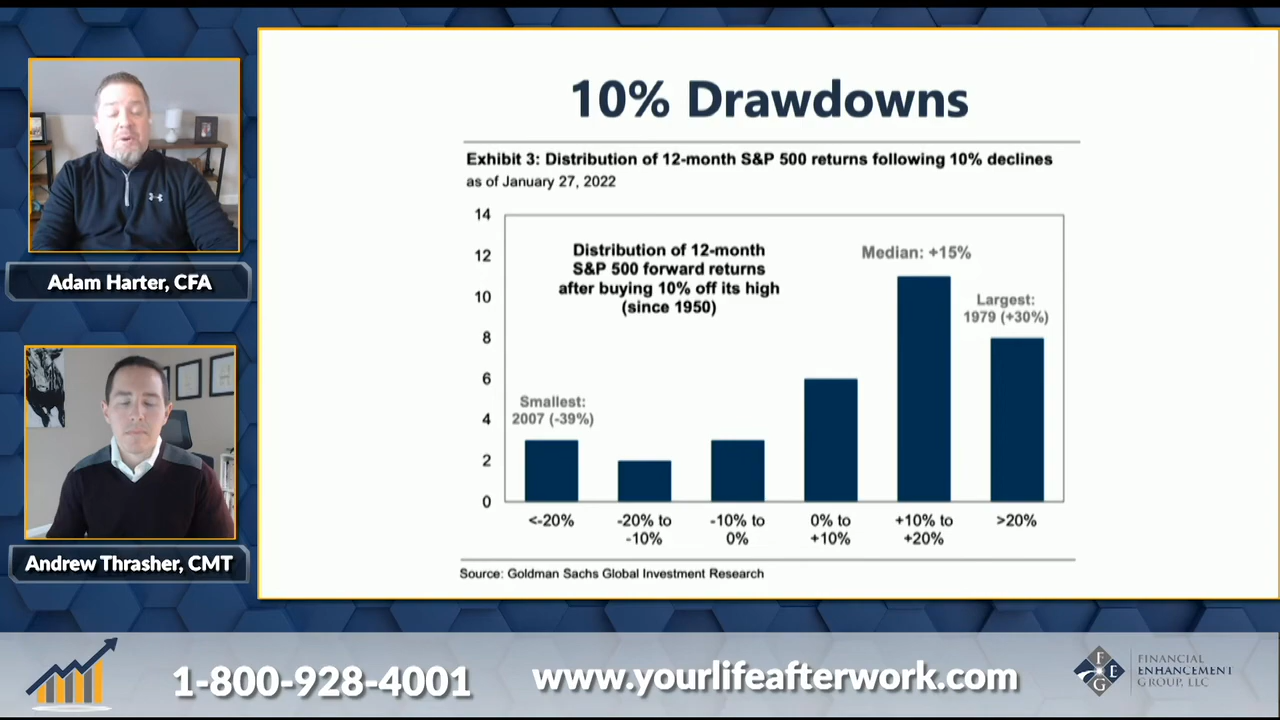 Adam Harter, CFA
Andrew Thrasher, CMT
10% Drawdowns
Exhibit 3: Distribution of 12-month S&P 500 returns following 10% declines
as of January 27, 2022
14
12
10
8
6
4
2
0
Distribution of 12-month
S&P 500 forward returns
after buying 10% off its high
(since 1950)
Median: +15%
Largest:
1979 (+30%)
Smallest:
2007 (-39%)
<-20%
-20% to
-10%
-10% to
0%
0% to
+10%
+10% to
+20%
>20%
Source: Goldman Sachs Global Investment Research
1-800-928-4001
www.yourlifeafterwork.com
F
E
G
FINANCIAL
ENHANCEMENT
GROUP, LLC